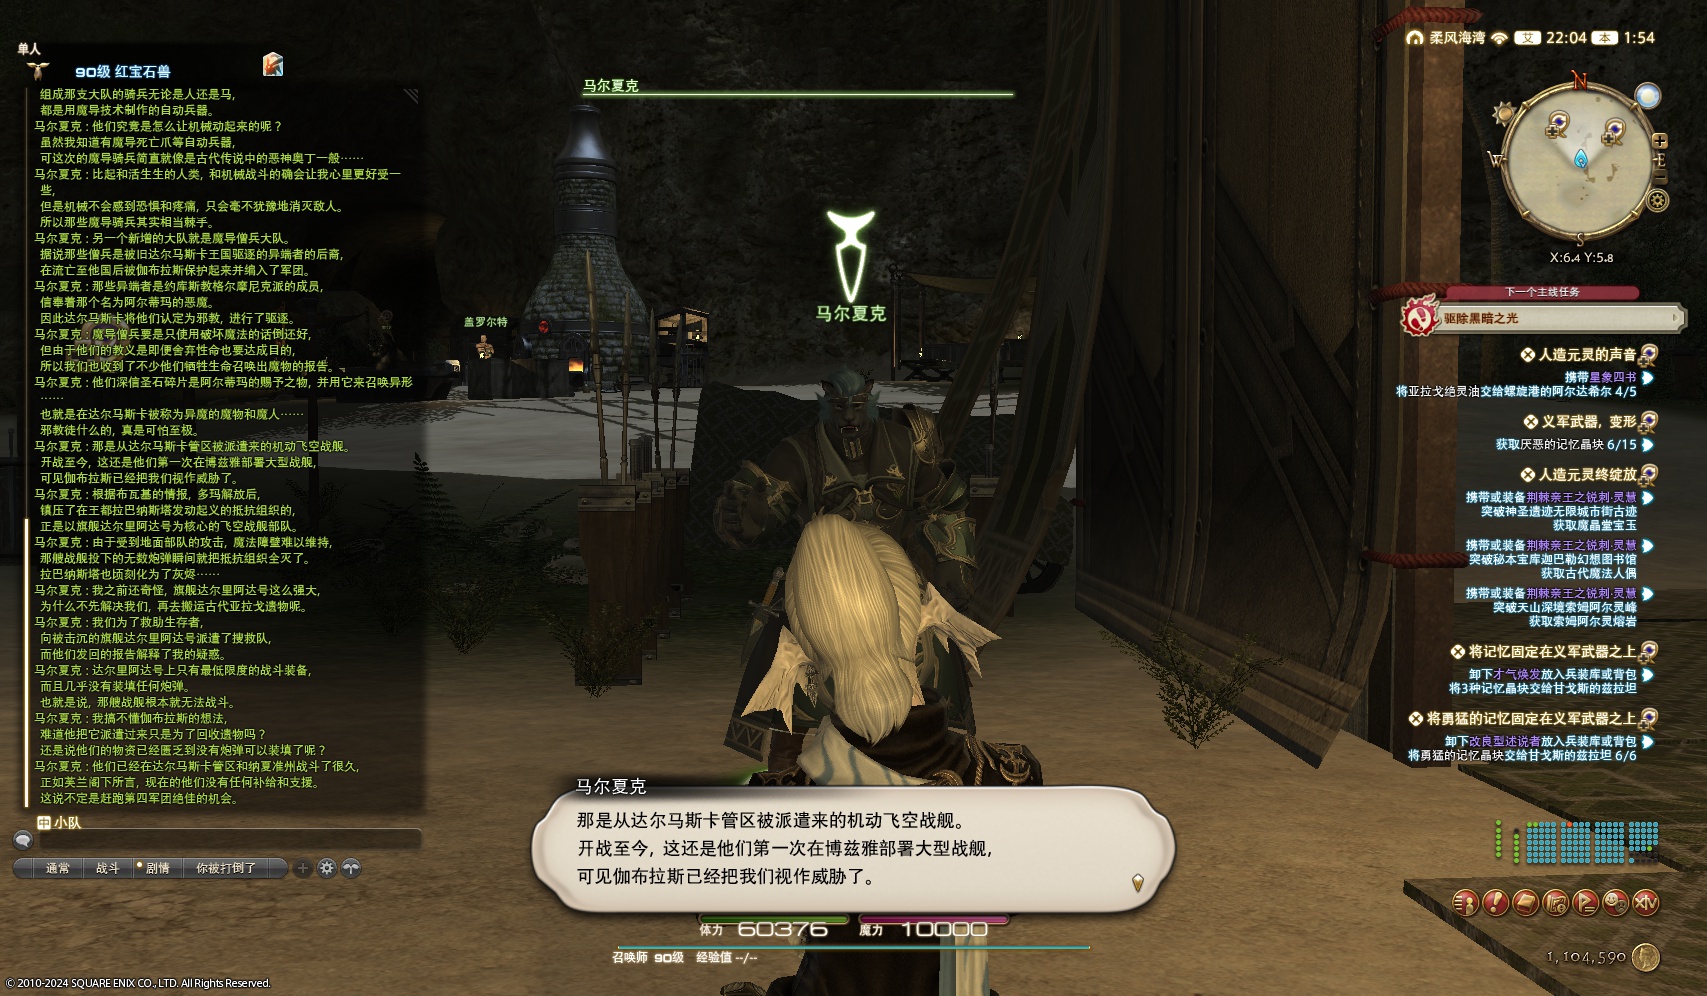 单人
90级 红宝石兽
组成那支大队的骑兵无论是人还是马，
都是用魔导技术制作的自动兵器。
马尔夏克：他们究竟是怎么让机械动起来的呢？
虽然我知道有魔导死亡爪等自动兵器，
可这次的魔导骑兵简直就像是古代传说中的恶神奥丁一般……
马尔夏克：比起和活生生的人类，和机械战斗的确会让我心里更好受一
些，
但是机械不会感到恐惧和疼痛，只会毫不犹豫地消灭敌人。
所以那些魔导骑兵其实相当棘手。
马尔夏克：另一个新增的大队就是魔导僧兵大队。
据说那些僧兵是被旧达尔马斯卡王国驱逐的异端者的后裔，
在流亡至他国后被伽布拉斯保护起来并编入了军团。
马尔夏克：那些异端者是约库斯教格尔摩尼克派的成员，
信奉着那个名为阿尔蒂玛的恶魔。
因此达尔马斯卡将他们认定为邪教，进行了驱逐。
马尔夏克：魔导僧兵要是只使用破坏魔法的话倒还好，
但由于他们的教义是即便舍弃性命也要达成目的，
所以我们也收到了不少他们牺牲生命召唤出魔物的报告。
马尔夏克：他们深信圣石碎片是阿尔蒂玛的赐予之物，并用它来召唤异形
……
也就是在达尔马斯卡被称为异魔的魔物和魔人……
邪教徒什么的，真是可怕至极。
马尔夏克：那是从达尔马斯卡管区被派遣来的机动飞空战舰。
开战至今，这还是他们第一次在博兹雅部署大型战舰，
可见伽布拉斯已经把我们视作威胁了。
马尔夏克：根据布瓦基的情报，多玛解放后，
镇压了在王都拉巴纳斯塔发动起义的抵抗组织的，
正是以旗舰达尔里阿达号为核心的飞空战舰部队。
马尔夏克：由于受到地面部队的攻击，魔法障壁难以维持，
那艘战舰投下的无数炮弹瞬间就把抵抗组织全灭了。
拉巴纳斯塔也顷刻化为了灰烬……
马尔夏克：我之前还奇怪，旗舰达尔里阿达号这么强大，
为什么不先解决我们，再去搬运古代亚拉戈遗物呢。
马尔夏克：我们为了救助生存者，
向被击沉的旗舰达尔里阿达号派遣了搜救队，
而他们发回的报告解释了我的疑惑。
马尔夏克：达尔里阿达号上只有最低限度的战斗装备，
而且几乎没有装填任何炮弹。
也就是说，那艘战舰根本就无法战斗。
马尔夏克：我搞不懂伽布拉斯的想法，
难道他把它派遣过来只是为了回收遗物吗？
还是说他们的物资已经匮乏到没有炮弹可以装填了呢？
马尔夏克：他们已经在达尔马斯卡管区和纳夏准州战斗了很久，
正如芙兰阁下所言，现在的他们没有任何补给和支援。
这说不定是赶跑第四军团绝佳的机会。
中 小队
通常 战斗 剧情 你被打倒了
马尔夏克
马尔夏克
盖罗尔特
马尔夏克
那是从达尔马斯卡管区被派遣来的机动飞空战舰。
开战至今，这还是他们第一次在博兹雅部署大型战舰，
可见伽布拉斯已经把我们视作威胁了。
体力 60376 魔力 10000
召唤师 90级 经验值 --/--
柔风海湾 艾 22:04 本 1:54
N
W
E
S
X:6.4 Y:5.8
下一个主线任务
驱除黑暗之光
人造元灵的声音
携带星象四书
将亚拉戈绝灵油交给螺旋港的阿尔达希尔 4/5
义军武器，变形
获取厌恶的记忆晶块 6/15
人造元灵终绽放
携带或装备荆棘亲王之锐刺·灵慧
突破神圣遗迹无限城市街古迹
获取魔晶堂宝玉
携带或装备荆棘亲王之锐刺·灵慧
突破秘本宝库迦巴勒幻想图书馆
获取古代魔法人偶
携带或装备荆棘亲王之锐刺·灵慧
突破天山深境索姆阿尔灵峰
获取索姆阿尔灵熔岩
将记忆固定在义军武器之上
卸下才气焕发放入兵装库或背包
将3种记忆晶块交给甘戈斯的兹拉坦
将勇猛的记忆固定在义军武器之上
卸下改良型述说者放入兵装库或背包
将勇猛的记忆晶块交给甘戈斯的兹拉坦 6/6
XIV
1,104,590
© 2010-2024 SQUARE ENIX CO., LTD. All Rights Reserved.